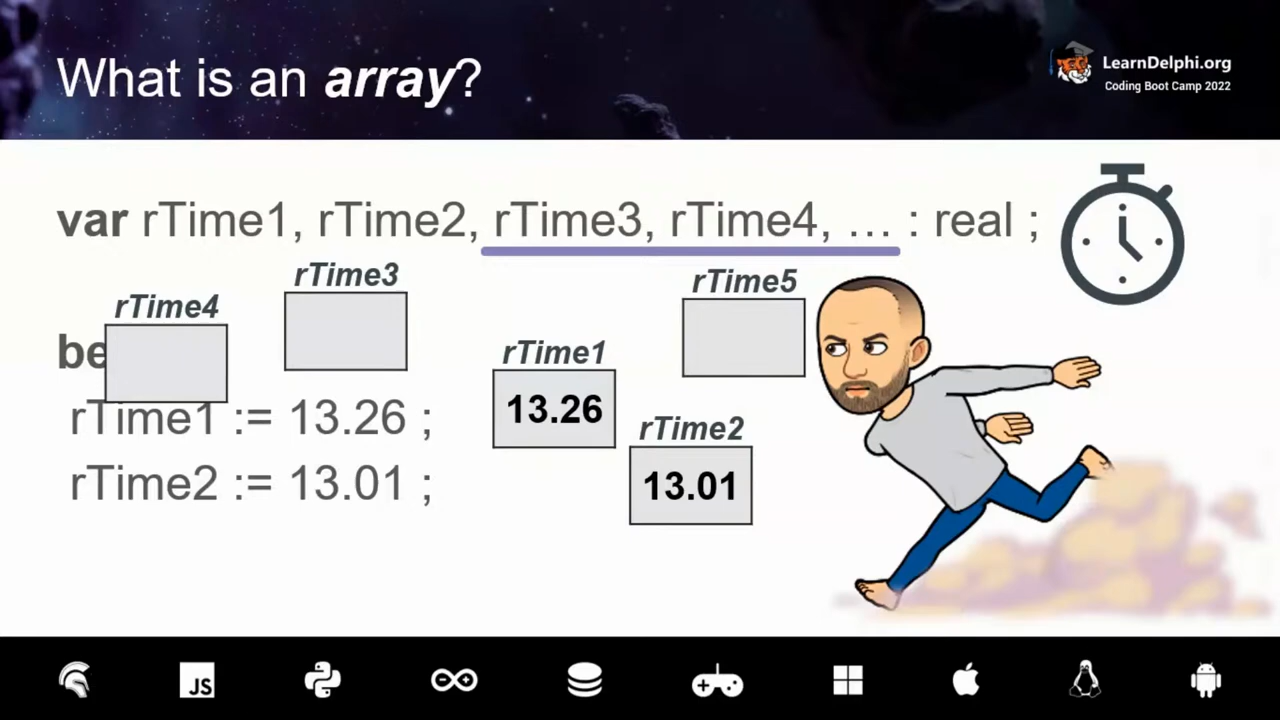 What is an array?
LearnDelphi.org
Coding Boot Camp 2022
var rTime1, rTime2, rTime3, rTime4, … : real ;
rTime3
rTime5
rTime4
be
rTime1
rTime1 := 13.26 ;
13.26
rTime2
rTime2 := 13.01 ;
13.01
JS